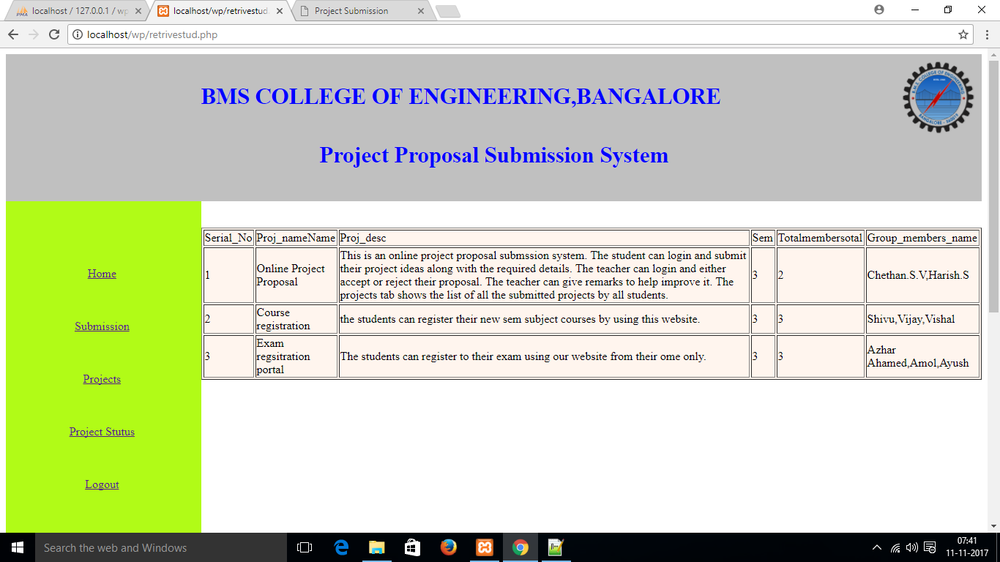 localhost / 127.0.0.1 / wp
localhost/wp/retrivestud.
Project Submission
localhost/wp/retrivestud.php
BMS COLLEGE OF ENGINEERING,BANGALORE
Project Proposal Submission System
Home
Submission
Projects
Project Stutus
Logout
Serial_No Proj_nameName Proj_desc Sem Totalmembersotal Group_members_name
1
Online Project
Proposal
This is an online project proposal submssion system. The student can login and submit
their project ideas along with the required details. The teacher can login and either
accept or reject their proposal. The teacher can give remarks to help improve it. The
projects tab shows the list of all the submitted projects by all students.
3
2
Chethan.S.V,Harish.S
2
Course
registration
the students can register their new sem subject courses by using this website.
3
3
Shivu,Vijay,Vishal
3
Exam
regsitration
portal
The students can register to their exam using our website from their ome only.
3
3
Azhar
Ahamed,Amol,Ayush
Search the web and Windows
07:41
11-11-2017